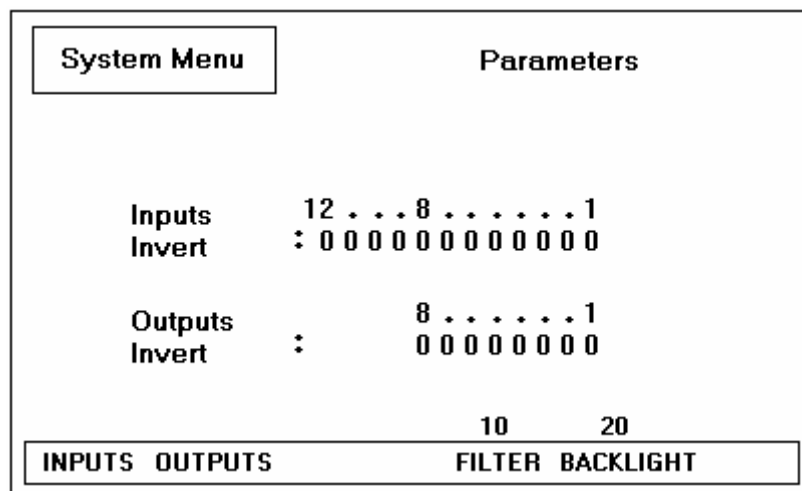 System Menu Parameters
Inputs 12 . . . 8 . . . . . . 1
Invert : 0 0 0 0 0 0 0 0 0 0 0 0
Outputs 8 . . . . . . 1
Invert : 0 0 0 0 0 0 0 0
10 20
INPUTS OUTPUTS FILTER BACKLIGHT